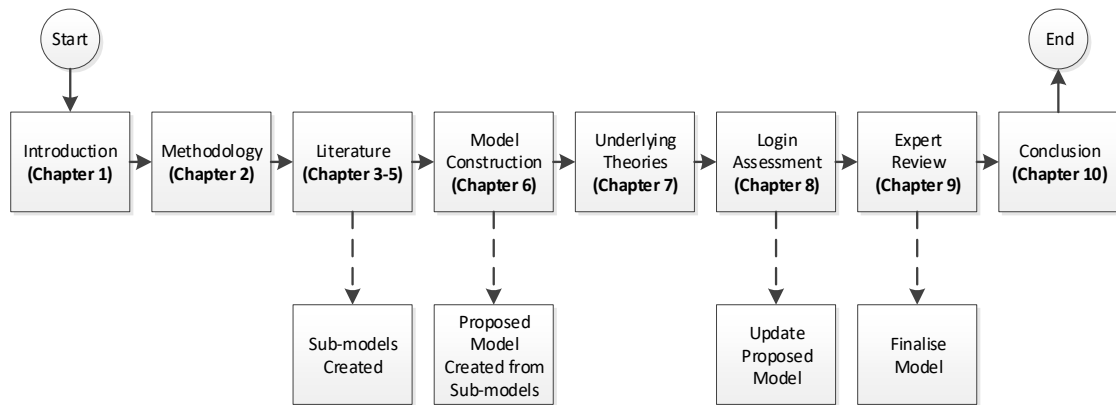 Start
End
Introduction
(Chapter 1)
Methodology
(Chapter 2)
Literature
(Chapter 3-5)
Model
Construction
(Chapter 6)
Underlying
Theories
(Chapter 7)
Login
Assessment
(Chapter 8)
Expert
Review
(Chapter 9)
Conclusion
(Chapter 10)
Sub-models
Created
Proposed
Model
Created from
Sub-models
Update
Proposed
Model
Finalise
Model